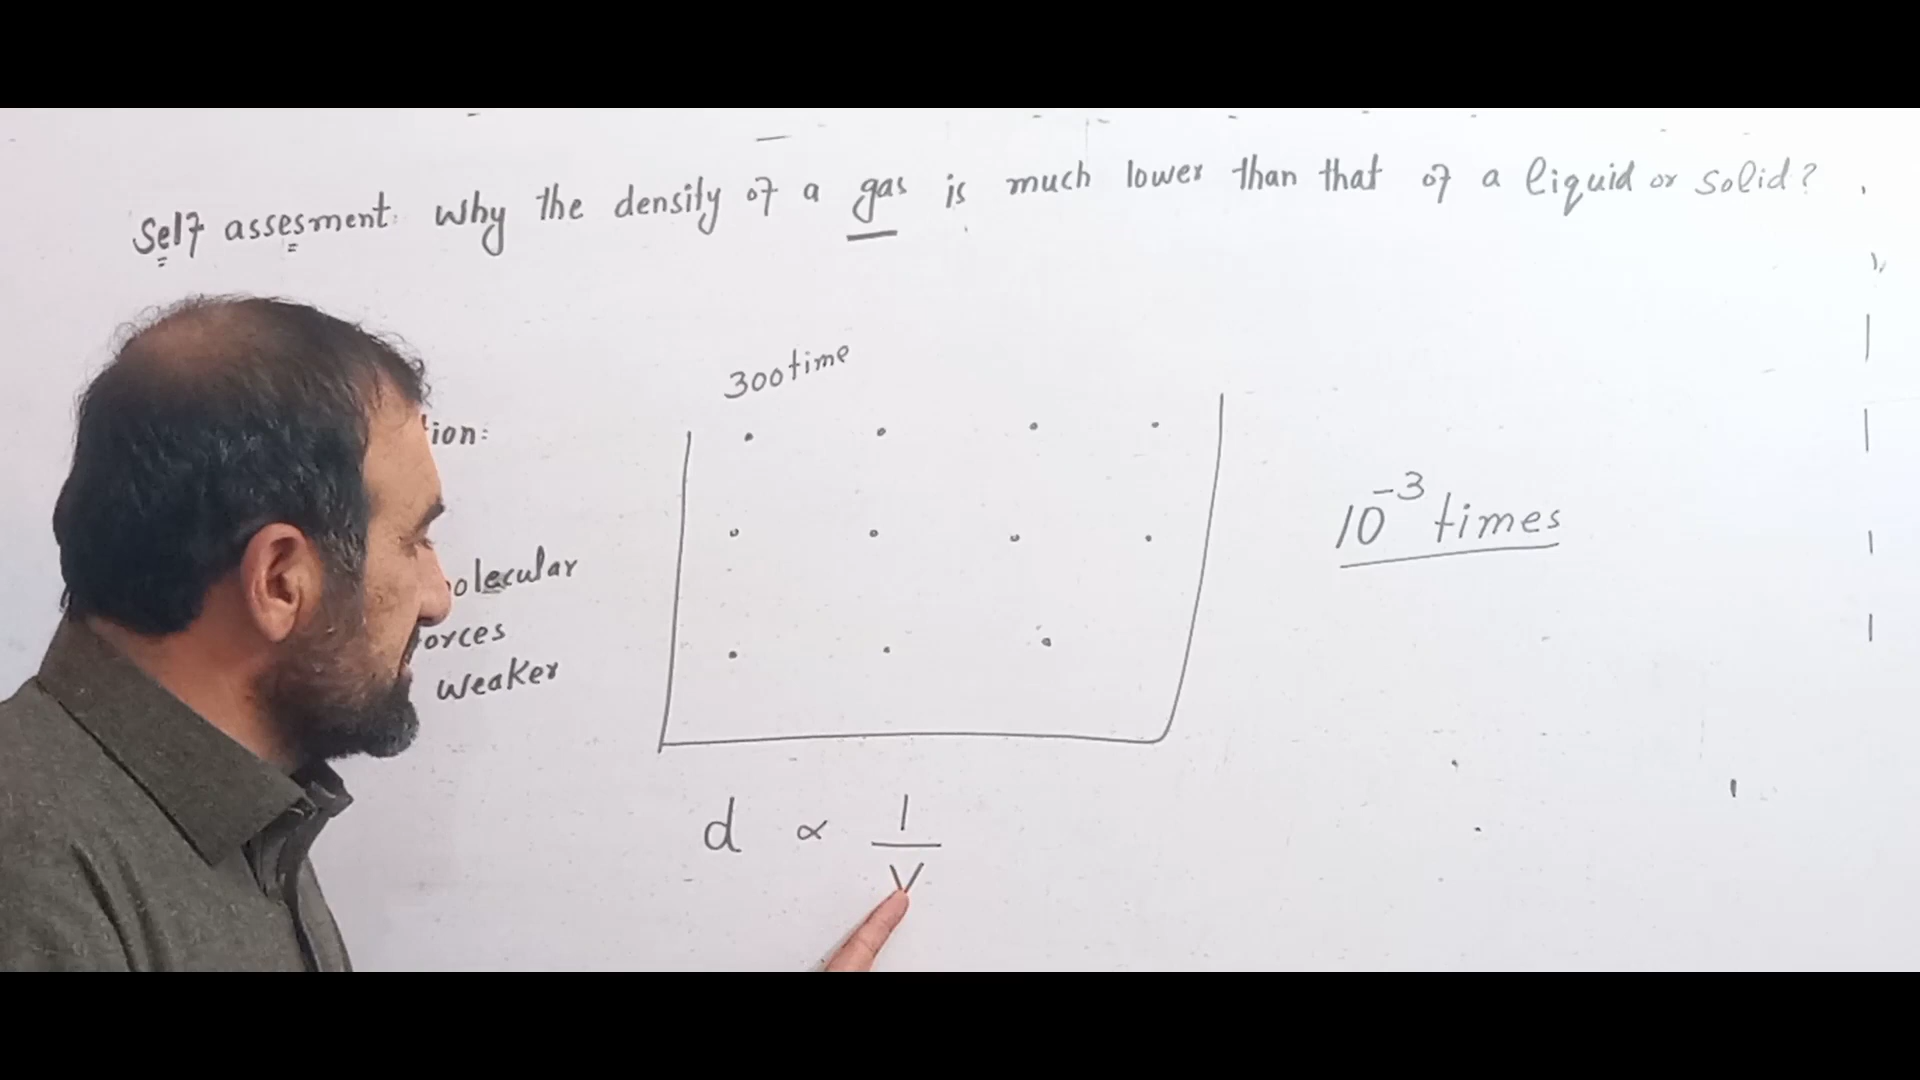 Self assesment: Why the density of a gas is much lower than that of a liquid or solid?
300time
ion:
10⁻³ times
olecular
orces
weaker
d ∝ 1/V